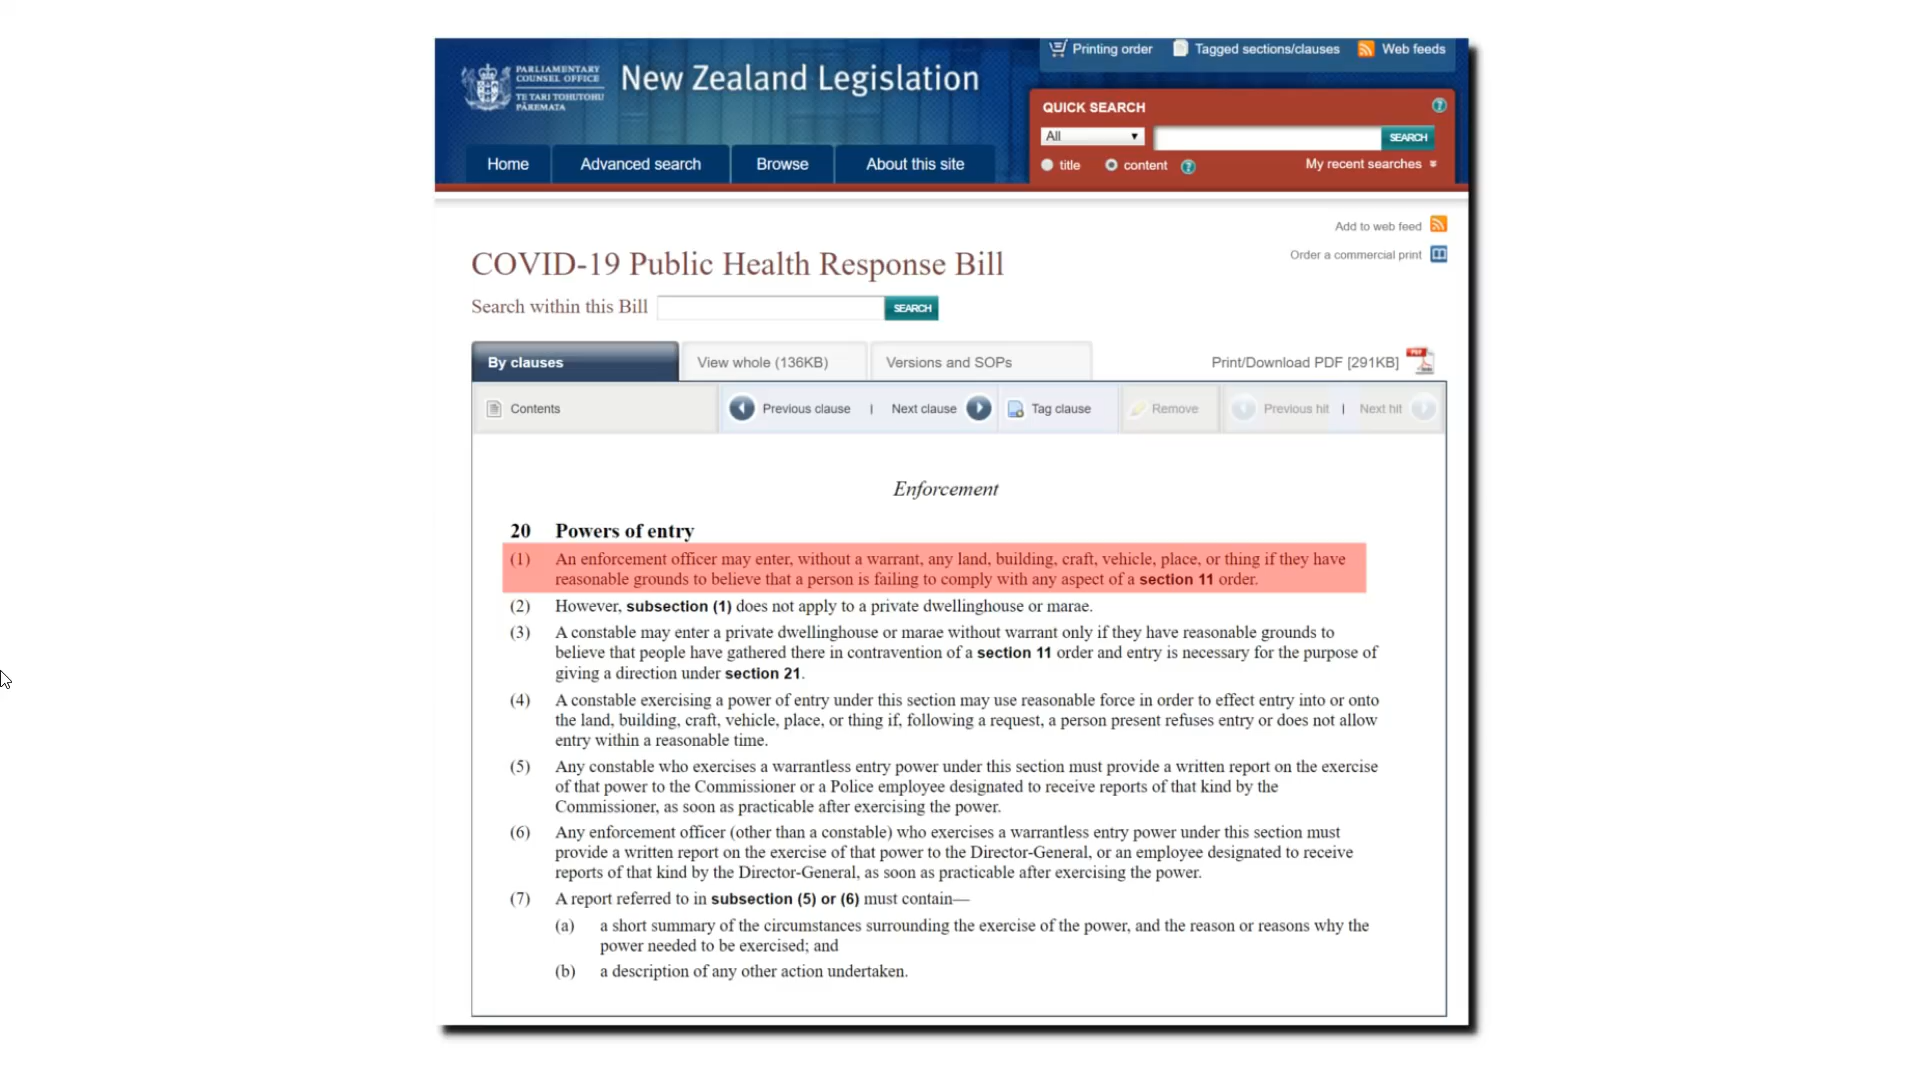 Printing order
Tagged sections/clauses
Web feeds
PARLIAMENTARY
COUNSEL OFFICE
TE TARI TOHUTOHU
PĀREMATA
New Zealand Legislation
QUICK SEARCH
All
SEARCH
title
content
My recent searches
Home
Advanced search
Browse
About this site
Add to web feed
Order a commercial print
COVID-19 Public Health Response Bill
Search within this Bill
SEARCH
By clauses
View whole (136KB)
Versions and SOPs
Print/Download PDF [291KB]
Contents
Previous clause | Next clause
Tag clause
Remove
Previous hit | Next hit
Enforcement
20 Powers of entry
(1) An enforcement officer may enter, without a warrant, any land, building, craft, vehicle, place, or thing if they have
reasonable grounds to believe that a person is failing to comply with any aspect of a section 11 order.
(2) However, subsection (1) does not apply to a private dwellinghouse or marae.
(3) A constable may enter a private dwellinghouse or marae without warrant only if they have reasonable grounds to
believe that people have gathered there in contravention of a section 11 order and entry is necessary for the purpose of
giving a direction under section 21.
(4) A constable exercising a power of entry under this section may use reasonable force in order to effect entry into or onto
the land, building, craft, vehicle, place, or thing if, following a request, a person present refuses entry or does not allow
entry within a reasonable time.
(5) Any constable who exercises a warrantless entry power under this section must provide a written report on the exercise
of that power to the Commissioner or a Police employee designated to receive reports of that kind by the
Commissioner, as soon as practicable after exercising the power.
(6) Any enforcement officer (other than a constable) who exercises a warrantless entry power under this section must
provide a written report on the exercise of that power to the Director-General, or an employee designated to receive
reports of that kind by the Director-General, as soon as practicable after exercising the power.
(7) A report referred to in subsection (5) or (6) must contain—
(a) a short summary of the circumstances surrounding the exercise of the power, and the reason or reasons why the
power needed to be exercised; and
(b) a description of any other action undertaken.